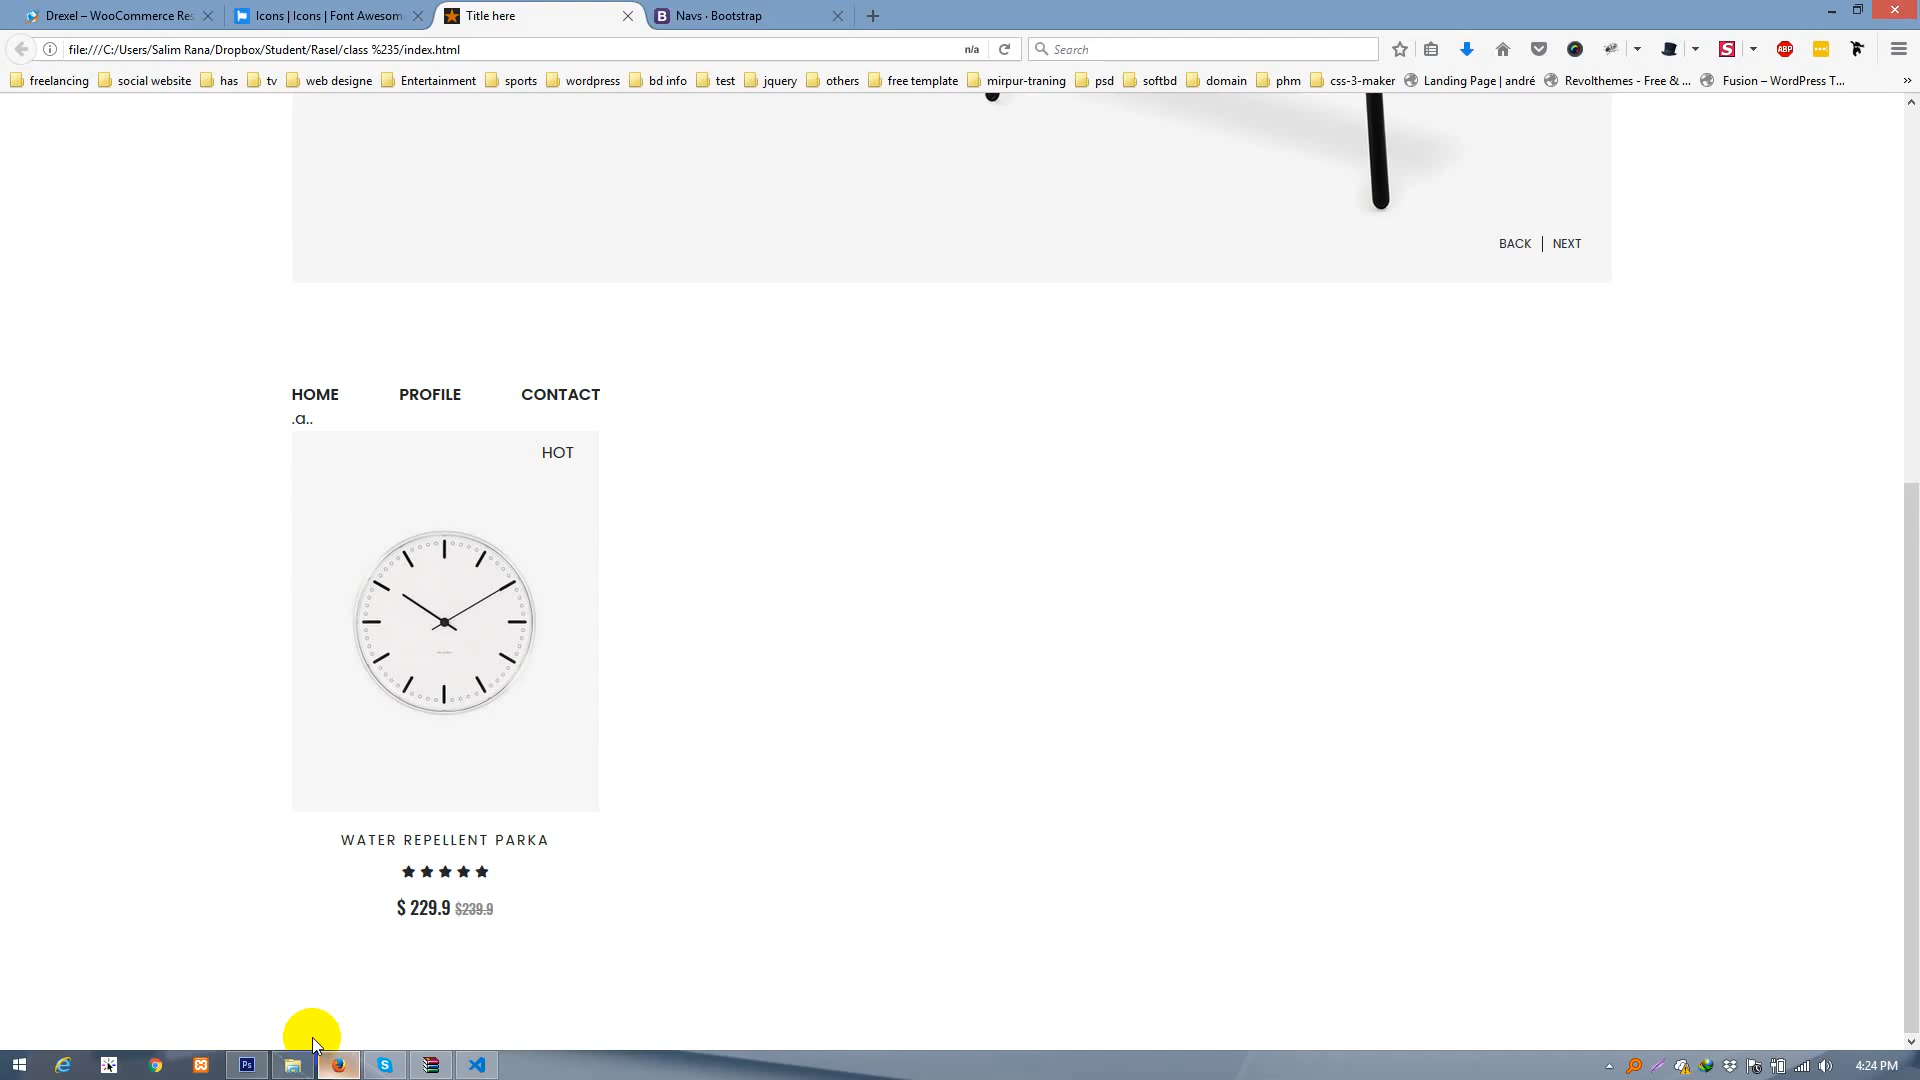 Drexel – WooCommerce Res
Icons | Icons | Font Awesom
Title here
Navs · Bootstrap
file:///C:/Users/Salim Rana/Dropbox/Student/Rasel/class %235/index.html
n/a
Search
S
ABP
freelancing
social website
has
tv
web designe
Entertainment
sports
wordpress
bd info
test
jquery
others
free template
mirpur-traning
psd
softbd
domain
phm
css-3-maker
Landing Page | andré
Revolthemes - Free & ...
Fusion – WordPress T...
BACK | NEXT
HOME PROFILE CONTACT
.a..
HOT
WATER REPELLENT PARKA
$ 229.9 $239.9
Ps
4:24 PM